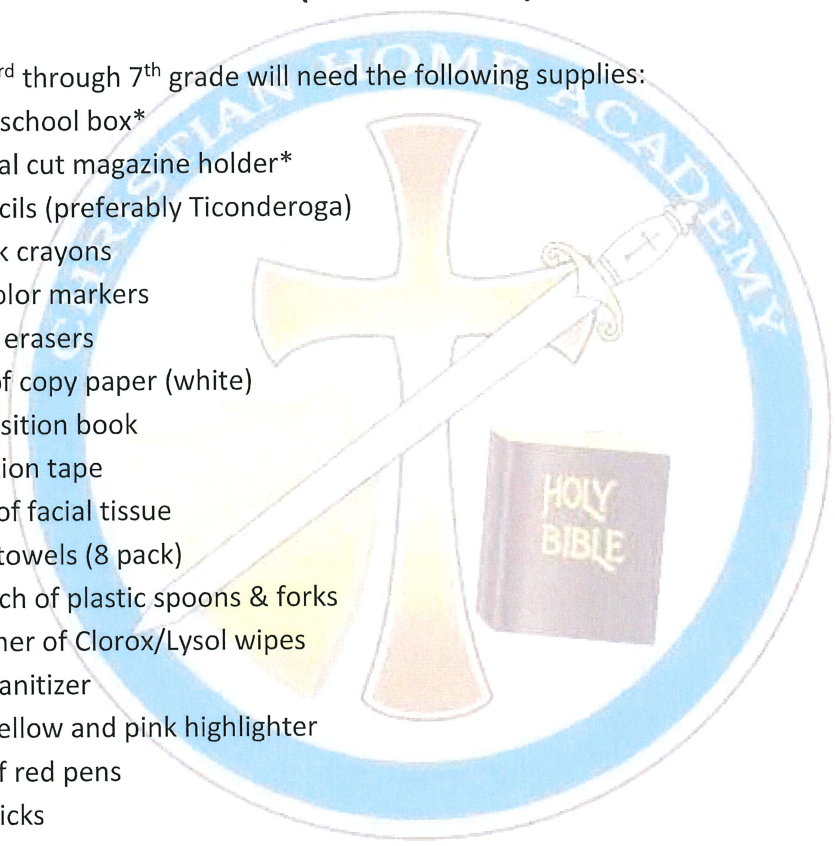 rd through 7th grade will need the following supplies:
school box*
al cut magazine holder*
cils (preferably Ticonderoga)
k crayons
olor markers
erasers
of copy paper (white)
sition book
ion tape
of facial tissue
towels (8 pack)
ch of plastic spoons & forks
ner of Clorox/Lysol wipes
anitizer
ellow and pink highlighter
f red pens
icks
CHRISTIAN HOME ACADEMY
HOLY
BIBLE